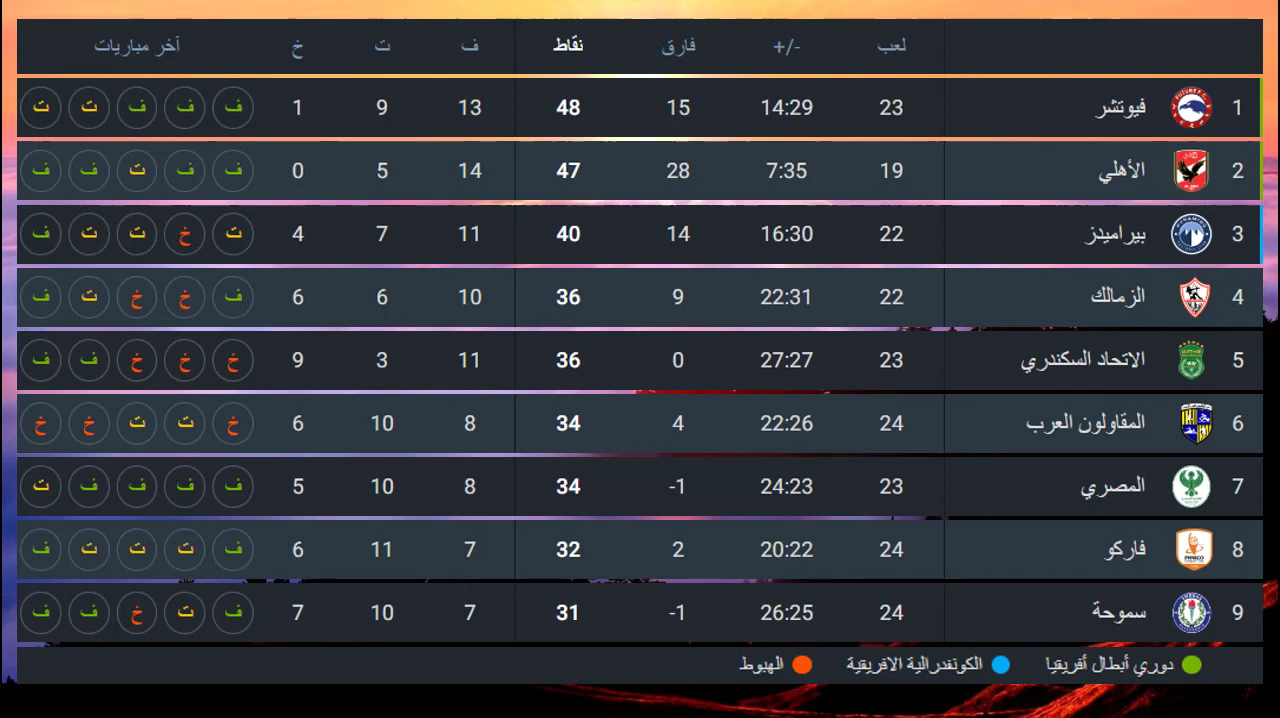 لعب +/- فارق نقاط ف ت خ آخر مباريات
1 فيوتشر 23 14:29 15 48 13 9 1 ف ف ف ت ت
2 الأهلي 19 7:35 28 47 14 5 0 ف ف ت ف ف
3 بيراميدز 22 16:30 14 40 11 7 4 ت خ ت ت ف
4 الزمالك 22 22:31 9 36 10 6 6 ف خ خ ت ف
5 الاتحاد السكندري 23 27:27 0 36 11 3 9 خ خ خ ف ف
6 المقاولون العرب 24 22:26 4 34 8 10 6 خ ت ت خ خ
7 المصري 23 24:23 -1 34 8 10 5 ف ف ف ف ت
8 فاركو 24 20:22 2 32 7 11 6 ف ت ت ت ف
9 سموحة 24 26:25 -1 31 7 10 7 ف ت خ ف ف
دوري أبطال أفريقيا الكونفدرالية الافريقية الهبوط